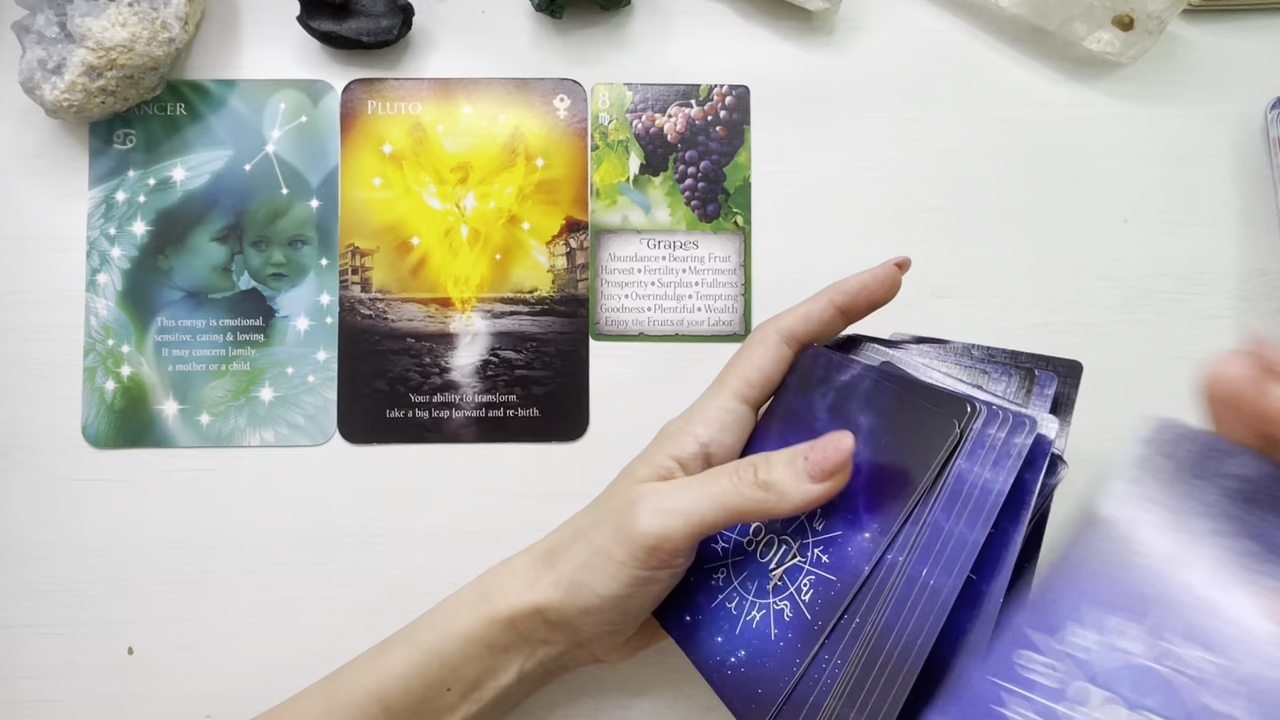 ANCER
This energy is emotional,
sensitive, caring & loving.
It may concern family,
a mother or a child.
PLUTO
Your ability to transform,
take a big leap forward and re-birth.
8
Grapes
Abundance • Bearing Fruit
Harvest • Fertility • Merriment
Prosperity • Surplus • Fullness
Juicy • Overindulge • Tempting
Goodness • Plentiful • Wealth
Enjoy the Fruits of your Labor